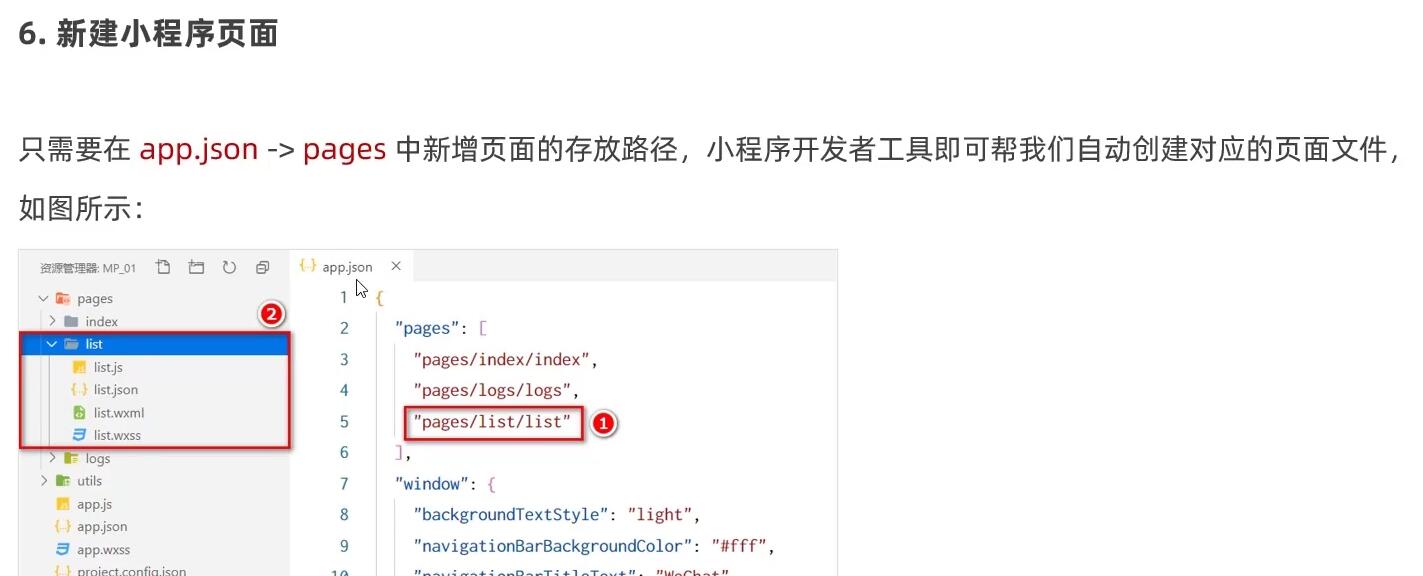 6. 新建小程序页面
只需要在 app.json -> pages 中新增页面的存放路径，小程序开发者工具即可帮我们自动创建对应的页面文件，
如图所示：
资源管理器: MP_01
pages
index
2
list
list.js
list.json
list.wxml
list.wxss
logs
utils
app.js
app.json
app.wxss
project.config.json
app.json
1 {
2 "pages": [
3 "pages/index/index",
4 "pages/logs/logs",
5 "pages/list/list"
1
6 ],
7 "window": {
8 "backgroundTextStyle": "light",
9 "navigationBarBackgroundColor": "#fff",
10 "navigationBarTitleText": "WeChat",